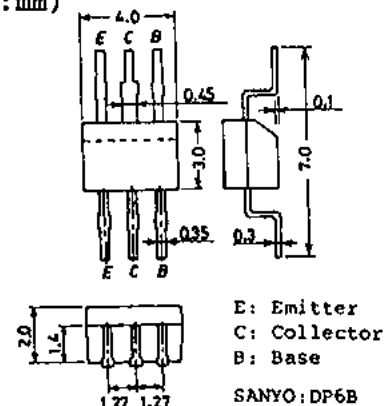 :mm)
4.0
E C B
0.45
0.1
3.0
7.0
0.35
0.3
E C B
2.0
1.4
1.27 1.27
E: Emitter
C: Collector
B: Base
SANYO:DP6B